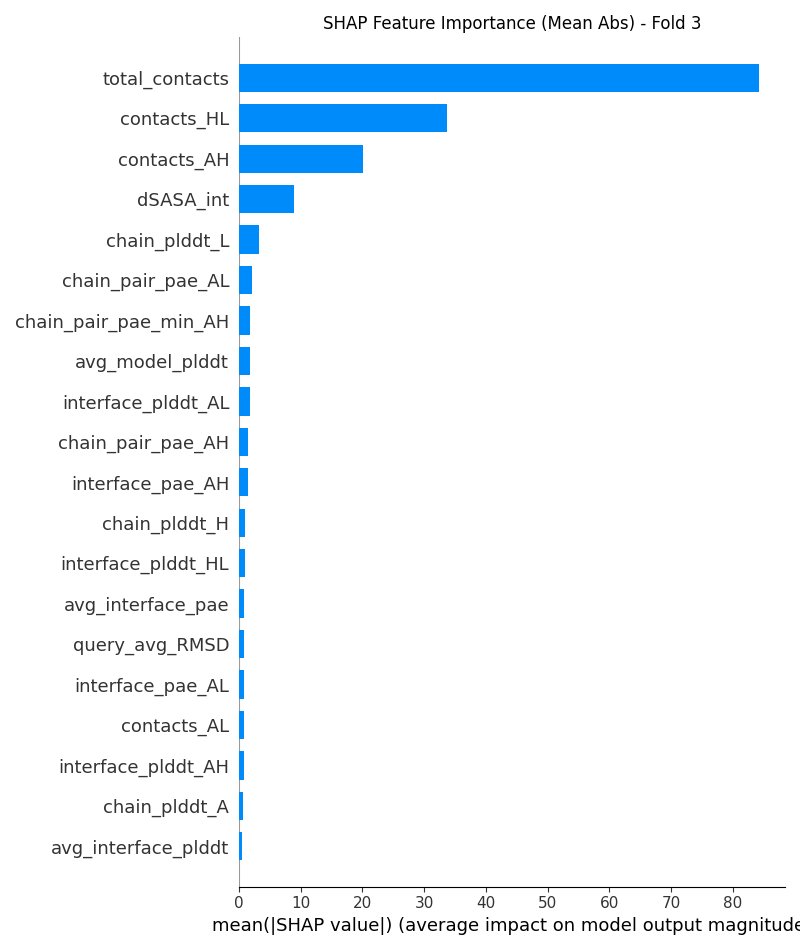 SHAP Feature Importance (Mean Abs) - Fold 3
total_contacts
contacts_HL
contacts_AH
dSASA_int
chain_plddt_L
chain_pair_pae_AL
chain_pair_pae_min_AH
avg_model_plddt
interface_plddt_AL
chain_pair_pae_AH
interface_pae_AH
chain_plddt_H
interface_plddt_HL
avg_interface_pae
query_avg_RMSD
interface_pae_AL
contacts_AL
interface_plddt_AH
chain_plddt_A
avg_interface_plddt
0 10 20 30 40 50 60 70 80
mean(|SHAP value|) (average impact on model output magnitude